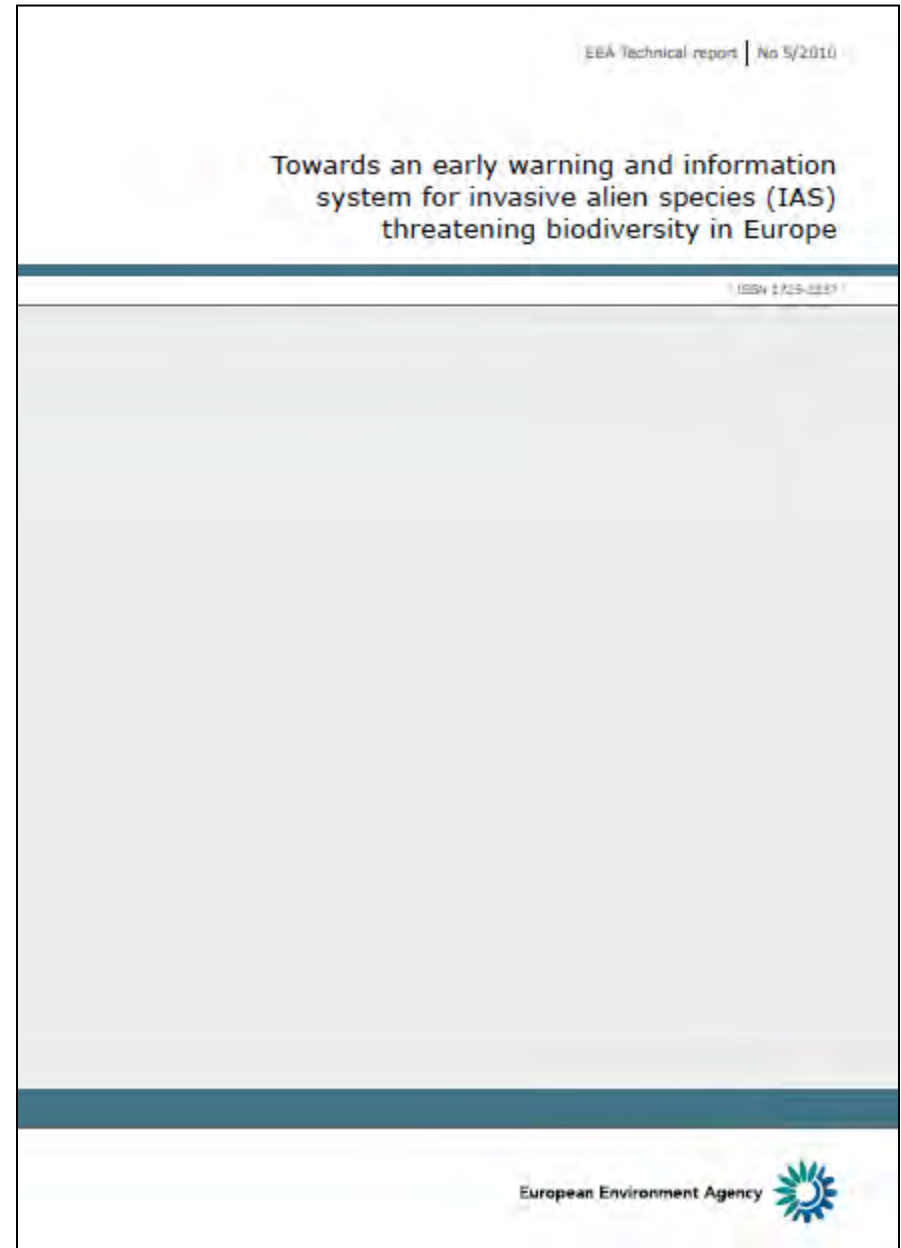 EEA Technical report | No 5/2010
Towards an early warning and information
system for invasive alien species (IAS)
threatening biodiversity in Europe
ISSN
European Environment Agency